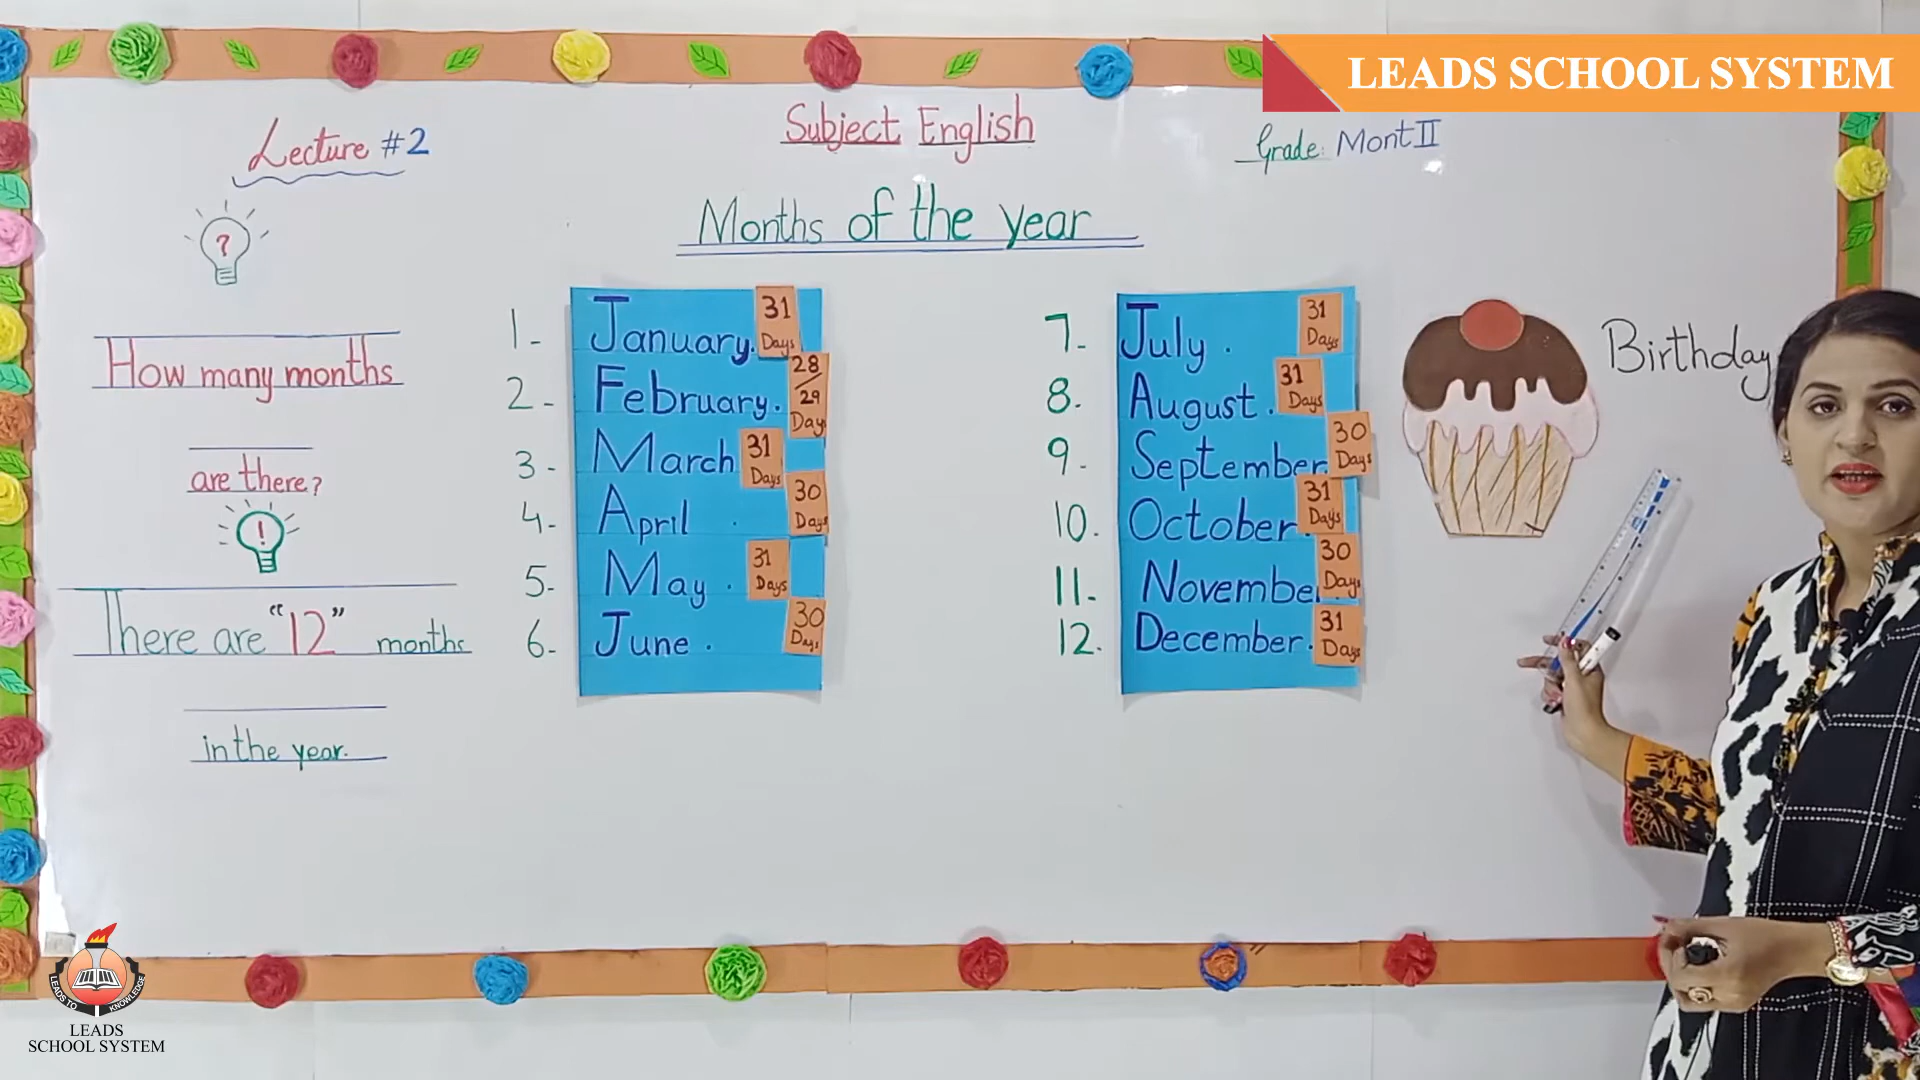 LEADS SCHOOL SYSTEM
Lecture #2
Subject English
Grade: Mont II
Months of the year
?
How many months
are there?
!
There are "12" months
in the year.
1- January. 31 Days
2- February. 28/29 Days
3- March 31 Days
4- April . 30 Days
5- May . 31 Days
6- June . 30 Days
7- July . 31 Days
8. August . 31 Days
9- September 30 Days
10. October. 31 Days
11- Novembe 30 Days
12. December. 31 Days
Birthday
LEADS TO KNOWLEDGE
LEADS
SCHOOL SYSTEM